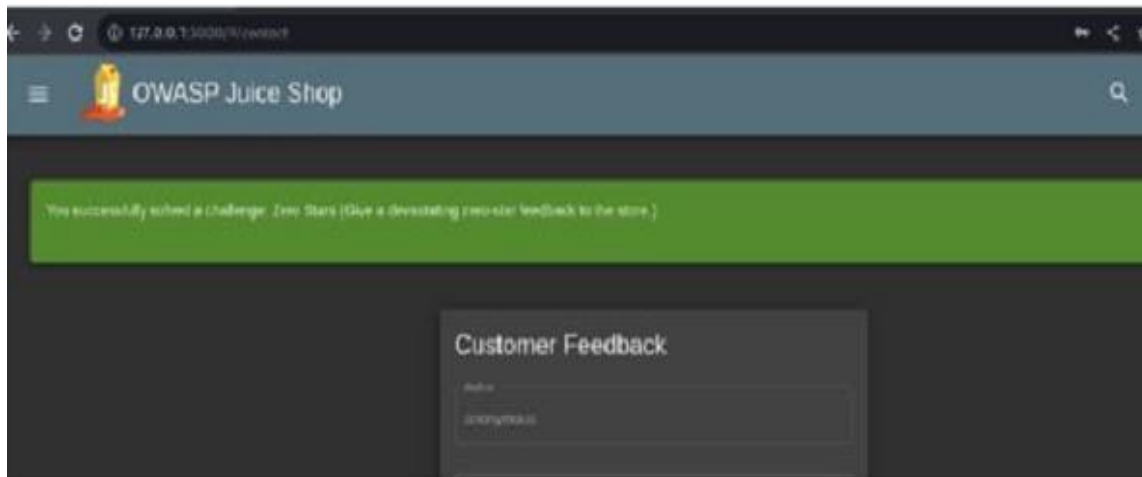 127.0.0.1:3000/#/contact
OWASP Juice Shop
You successfully solved a challenge: Zero Stars (Give a devastating zero-star feedback to the store.)
Customer Feedback
Author
anonymous